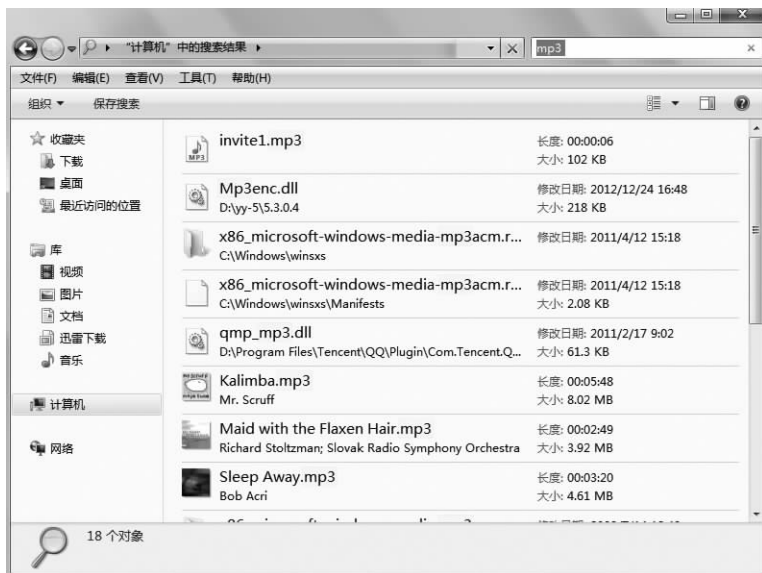 "计算机" 中的搜索结果
mp3
文件(F) 编辑(E) 查看(V) 工具(T) 帮助(H)
组织 保存搜索
收藏夹
下载
桌面
最近访问的位置
库
视频
图片
文档
迅雷下载
音乐
计算机
网络
MP3
invite1.mp3
长度: 00:00:06
大小: 102 KB
Mp3enc.dll
D:\yy-5\5.3.0.4
修改日期: 2012/12/24 16:48
大小: 218 KB
x86_microsoft-windows-media-mp3acm.r...
C:\Windows\winsxs
修改日期: 2011/4/12 15:18
x86_microsoft-windows-media-mp3acm.r...
C:\Windows\winsxs\Manifests
修改日期: 2011/4/12 15:18
大小: 2.08 KB
qmp_mp3.dll
D:\Program Files\Tencent\QQ\Plugin\Com.Tencent.Q...
修改日期: 2011/2/17 9:02
大小: 61.3 KB
Kalimba.mp3
Mr. Scruff
长度: 00:05:48
大小: 8.02 MB
Maid with the Flaxen Hair.mp3
Richard Stoltzman; Slovak Radio Symphony Orchestra
长度: 00:02:49
大小: 3.92 MB
Sleep Away.mp3
Bob Acri
长度: 00:03:20
大小: 4.61 MB
18 个对象